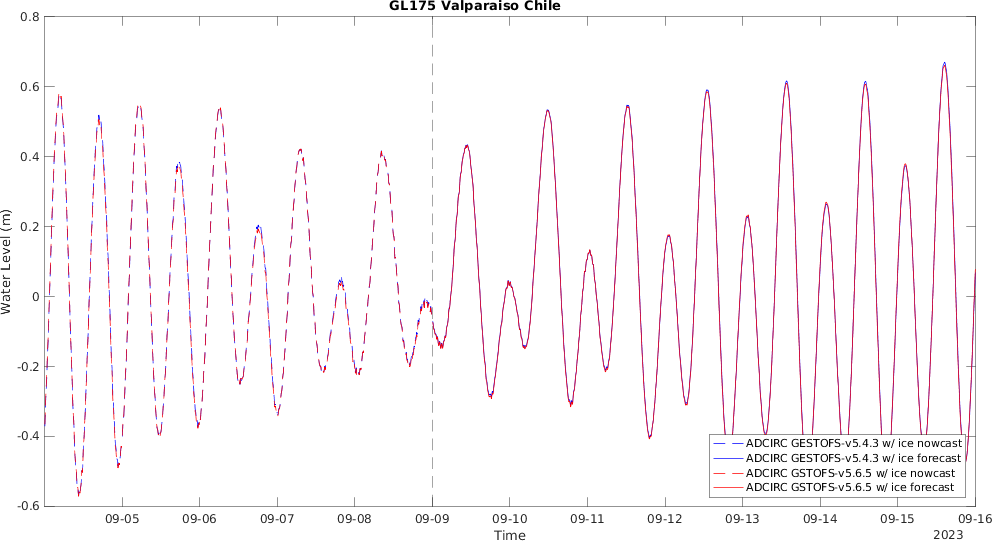 GL175 Valparaiso Chile
0.8
0.6
0.4
0.2
0
-0.2
-0.4
-0.6
Water Level (m)
ADCIRC GESTOFS-v5.4.3 w/ ice nowcast
ADCIRC GESTOFS-v5.4.3 w/ ice forecast
ADCIRC GSTOFS-v5.6.5 w/ ice nowcast
ADCIRC GSTOFS-v5.6.5 w/ ice forecast
09-05 09-06 09-07 09-08 09-09 09-10 09-11 09-12 09-13 09-14 09-15 09-16
Time
2023